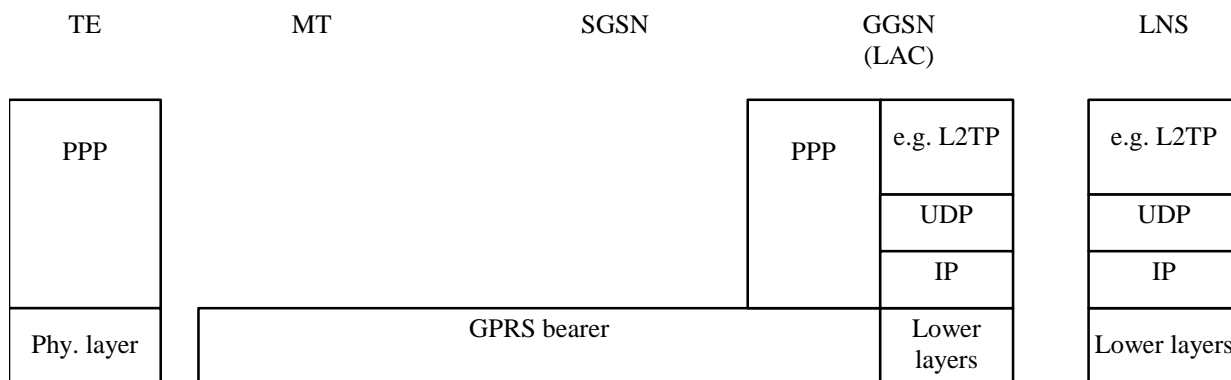 TE MT SGSN GGSN LNS
(LAC)
PPP PPP e.g. L2TP e.g. L2TP
UDP UDP
IP IP
Phy. layer GPRS bearer Lower layers Lower layers